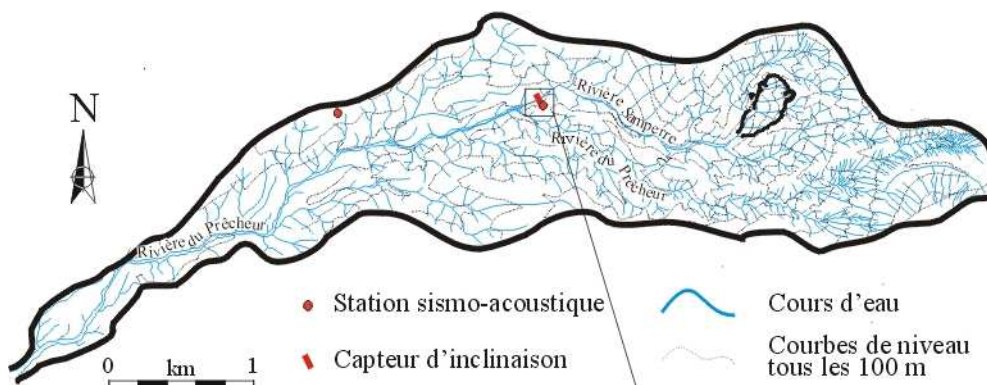 N
Rivière Samperre
Rivière du Prêcheur
Rivière du Prêcheur
Station sismo-acoustique
Cours d'eau
Capteur d'inclinaison
Courbes de niveau
tous les 100 m
0 km 1